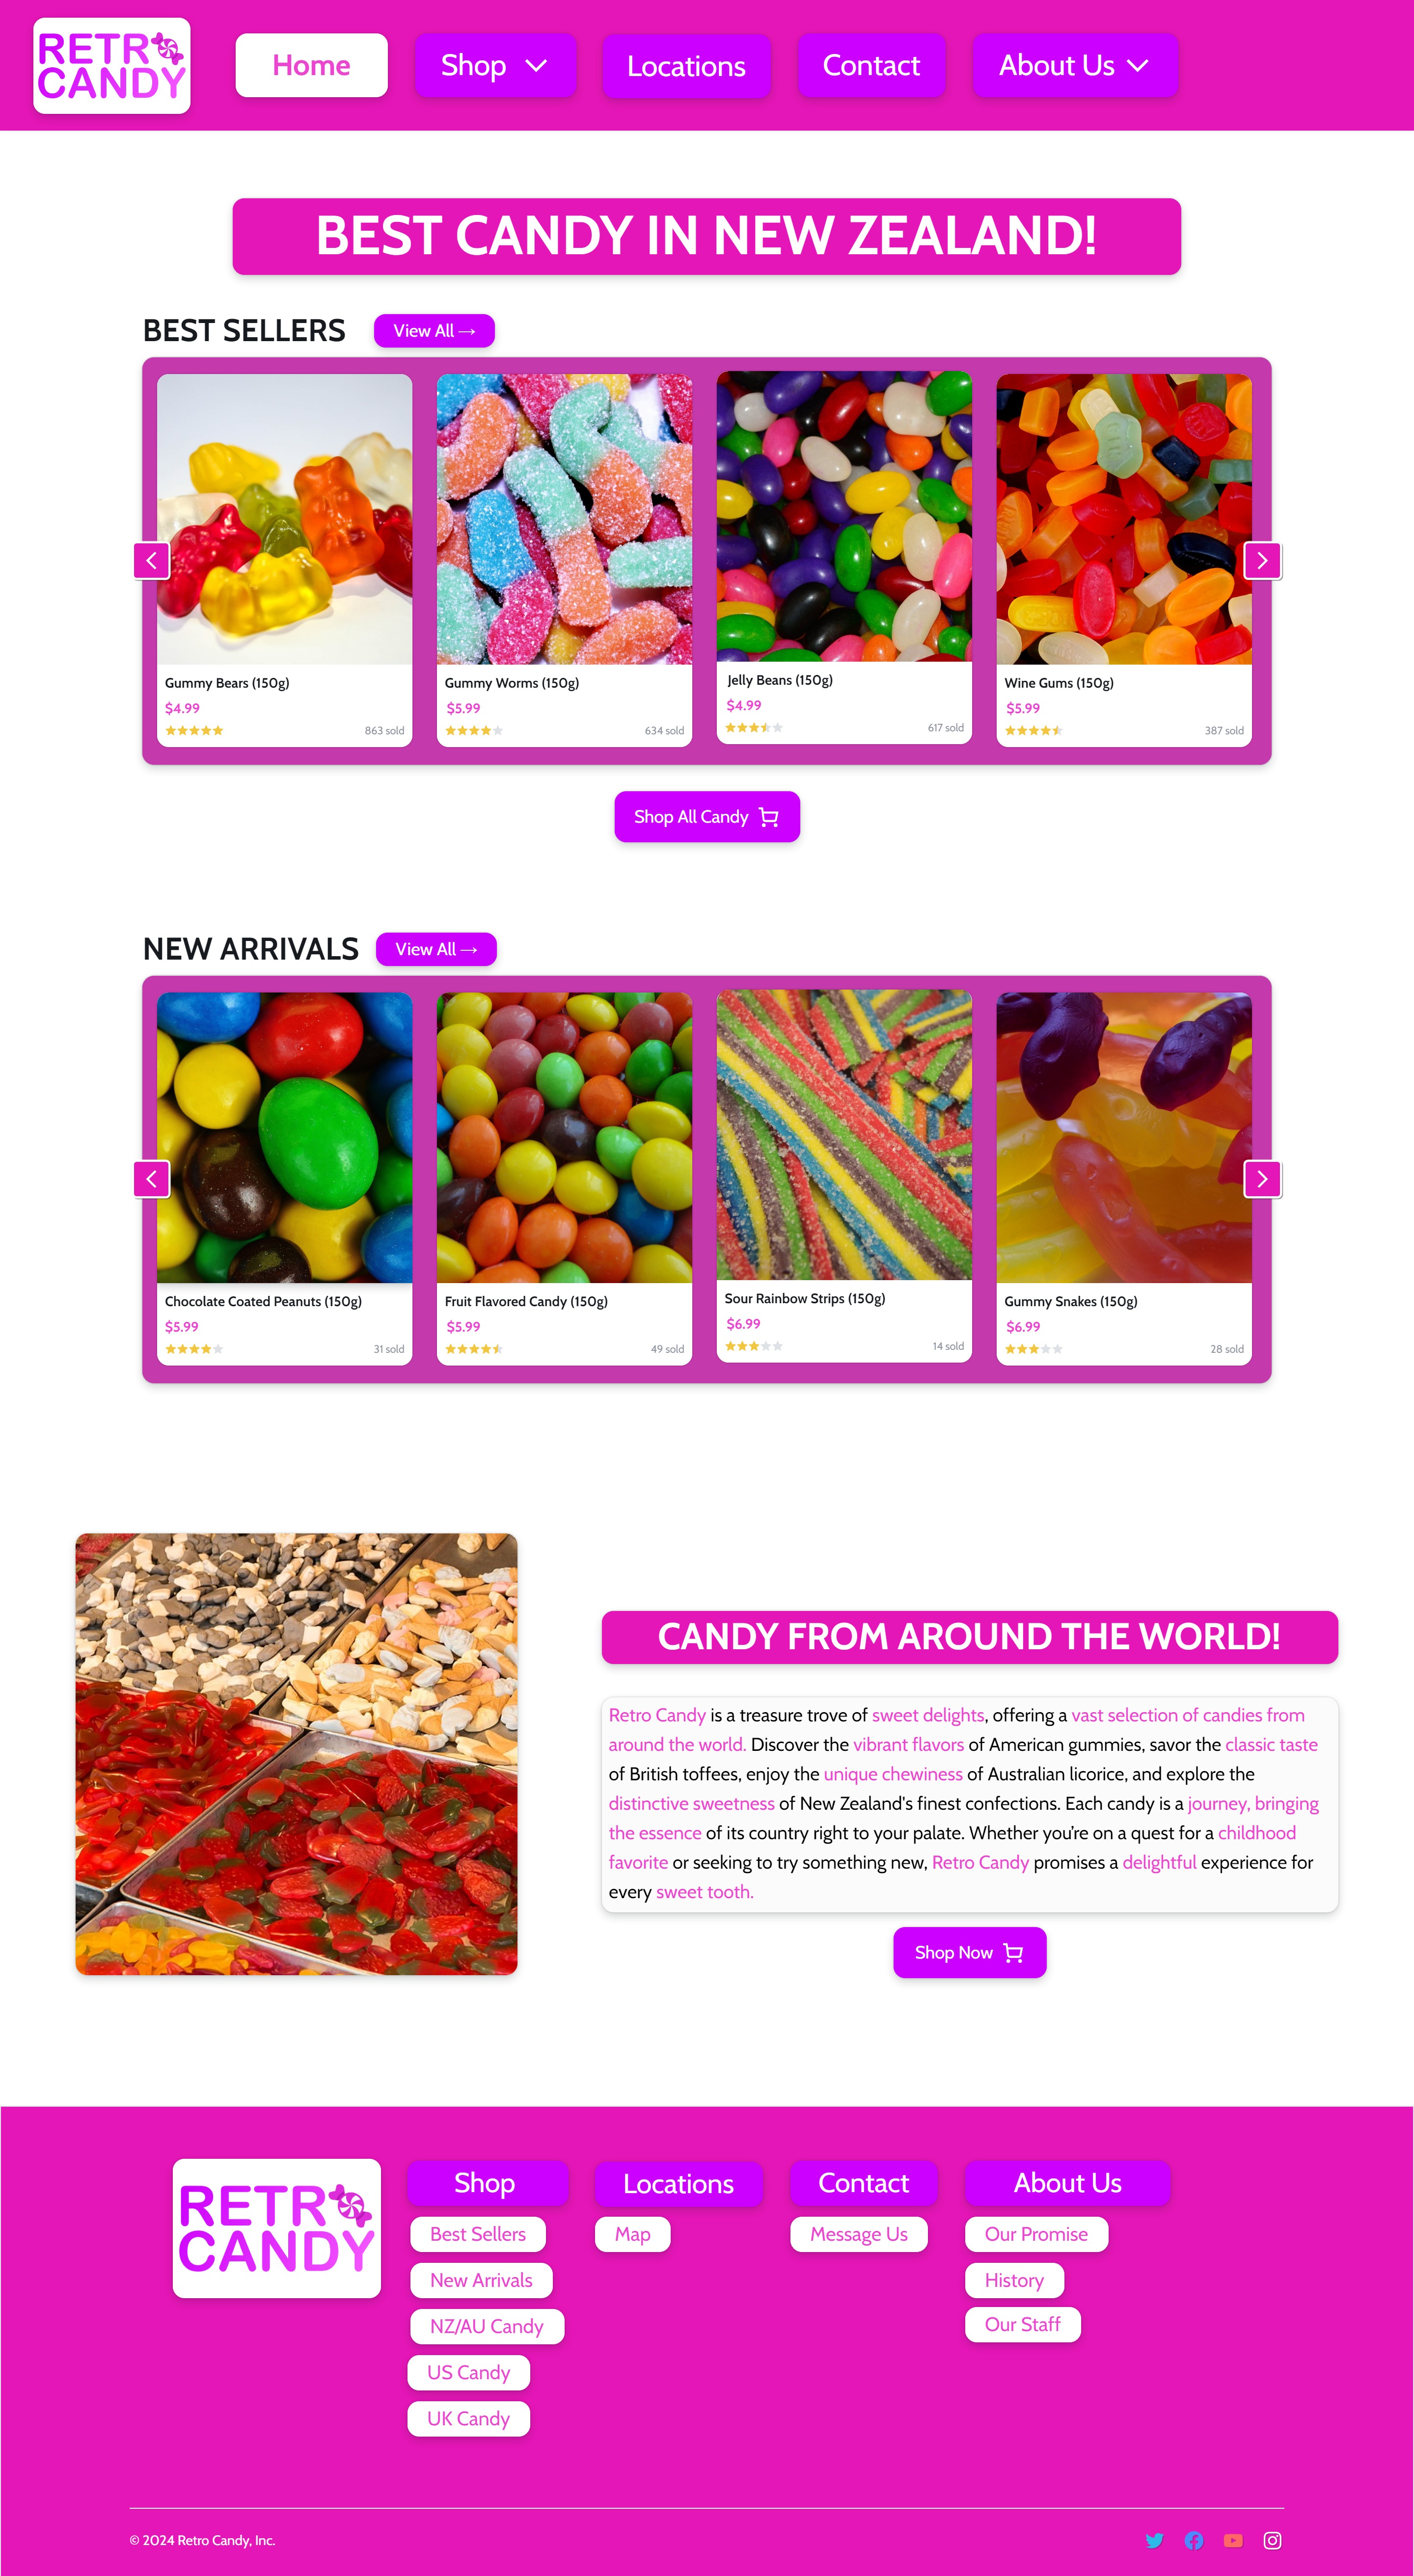 RETRO
CANDY
Home
Shop
Locations
Contact
About Us
BEST CANDY IN NEW ZEALAND!
BEST SELLERS
View All →
Gummy Bears (150g)
$4.99
863 sold
Gummy Worms (150g)
$5.99
634 sold
Jelly Beans (150g)
$4.99
617 sold
Wine Gums (150g)
$5.99
387 sold
Shop All Candy
NEW ARRIVALS
View All →
Chocolate Coated Peanuts (150g)
$5.99
31 sold
Fruit Flavored Candy (150g)
$5.99
49 sold
Sour Rainbow Strips (150g)
$6.99
14 sold
Gummy Snakes (150g)
$6.99
28 sold
CANDY FROM AROUND THE WORLD!
Retro Candy is a treasure trove of sweet delights, offering a vast selection of candies from
around the world. Discover the vibrant flavors of American gummies, savor the classic taste
of British toffees, enjoy the unique chewiness of Australian licorice, and explore the
distinctive sweetness of New Zealand's finest confections. Each candy is a journey, bringing
the essence of its country right to your palate. Whether you're on a quest for a childhood
favorite or seeking to try something new, Retro Candy promises a delightful experience for
every sweet tooth.
Shop Now
RETRO
CANDY
Shop
Best Sellers
New Arrivals
NZ/AU Candy
US Candy
UK Candy
Locations
Map
Contact
Message Us
About Us
Our Promise
History
Our Staff
© 2024 Retro Candy, Inc.